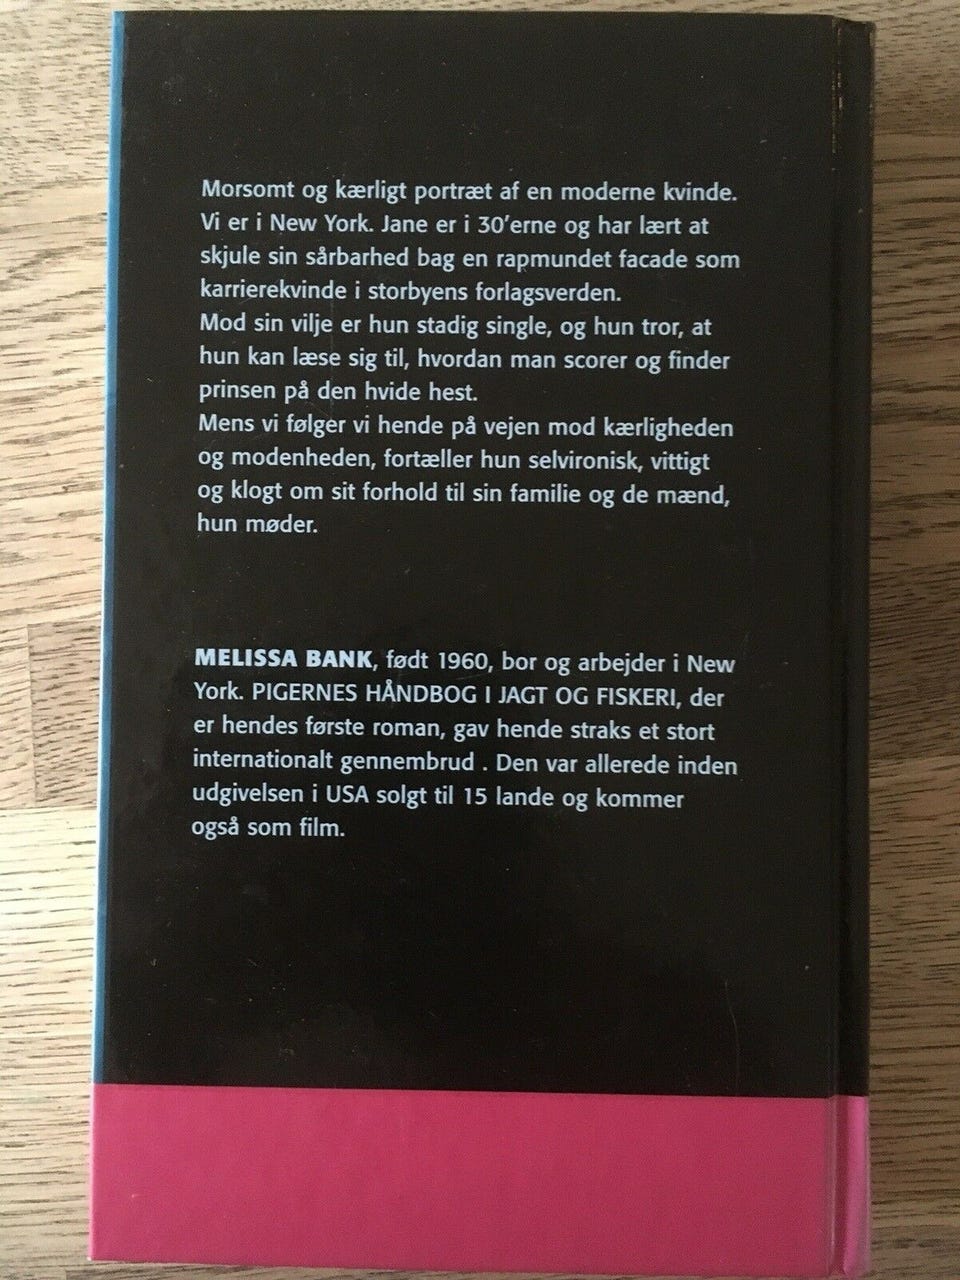 Morsomt og kærligt portræt af en moderne kvinde.
Vi er i New York. Jane er i 30'erne og har lært at
skjule sin sårbarhed bag en rapmundet facade som
karrierekvinde i storbyens forlagsverden.
Mod sin vilje er hun stadig single, og hun tror, at
hun kan læse sig til, hvordan man scorer og finder
prinsen på den hvide hest.
Mens vi følger vi hende på vejen mod kærligheden
og modenheden, fortæller hun selvironisk, vittigt
og klogt om sit forhold til sin familie og de mænd,
hun møder.
MELISSA BANK, født 1960, bor og arbejder i New
York. PIGERNES HÅNDBOG I JAGT OG FISKERI, der
er hendes første roman, gav hende straks et stort
internationalt gennembrud . Den var allerede inden
udgivelsen i USA solgt til 15 lande og kommer
også som film.